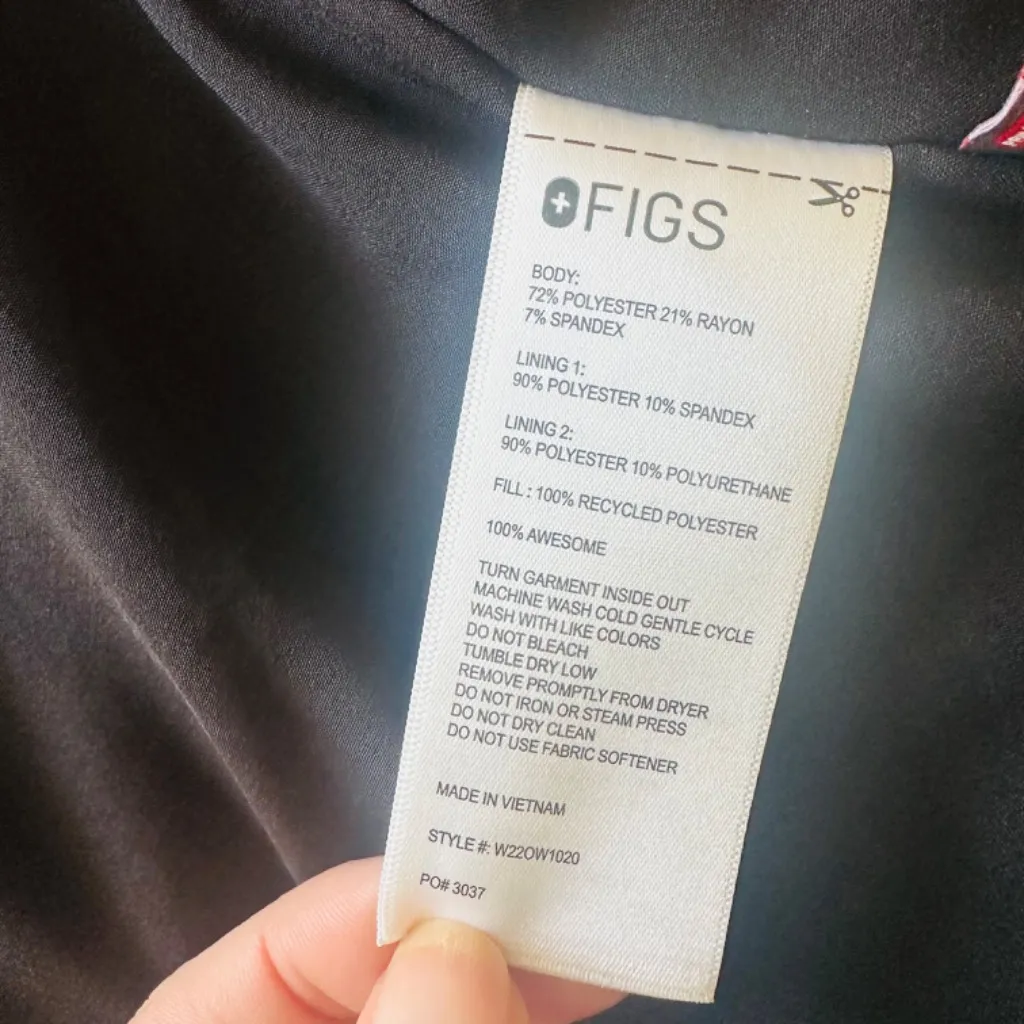 FIGS
BODY:
72% POLYESTER 21% RAYON
7% SPANDEX
LINING 1:
90% POLYESTER 10% SPANDEX
LINING 2:
90% POLYESTER 10% POLYURETHANE
FILL : 100% RECYCLED POLYESTER
100% AWESOME
TURN GARMENT INSIDE OUT
MACHINE WASH COLD GENTLE CYCLE
WASH WITH LIKE COLORS
DO NOT BLEACH
TUMBLE DRY LOW
REMOVE PROMPTLY FROM DRYER
DO NOT IRON OR STEAM PRESS
DO NOT DRY CLEAN
DO NOT USE FABRIC SOFTENER
MADE IN VIETNAM
STYLE #: W22OW1020
PO# 3037